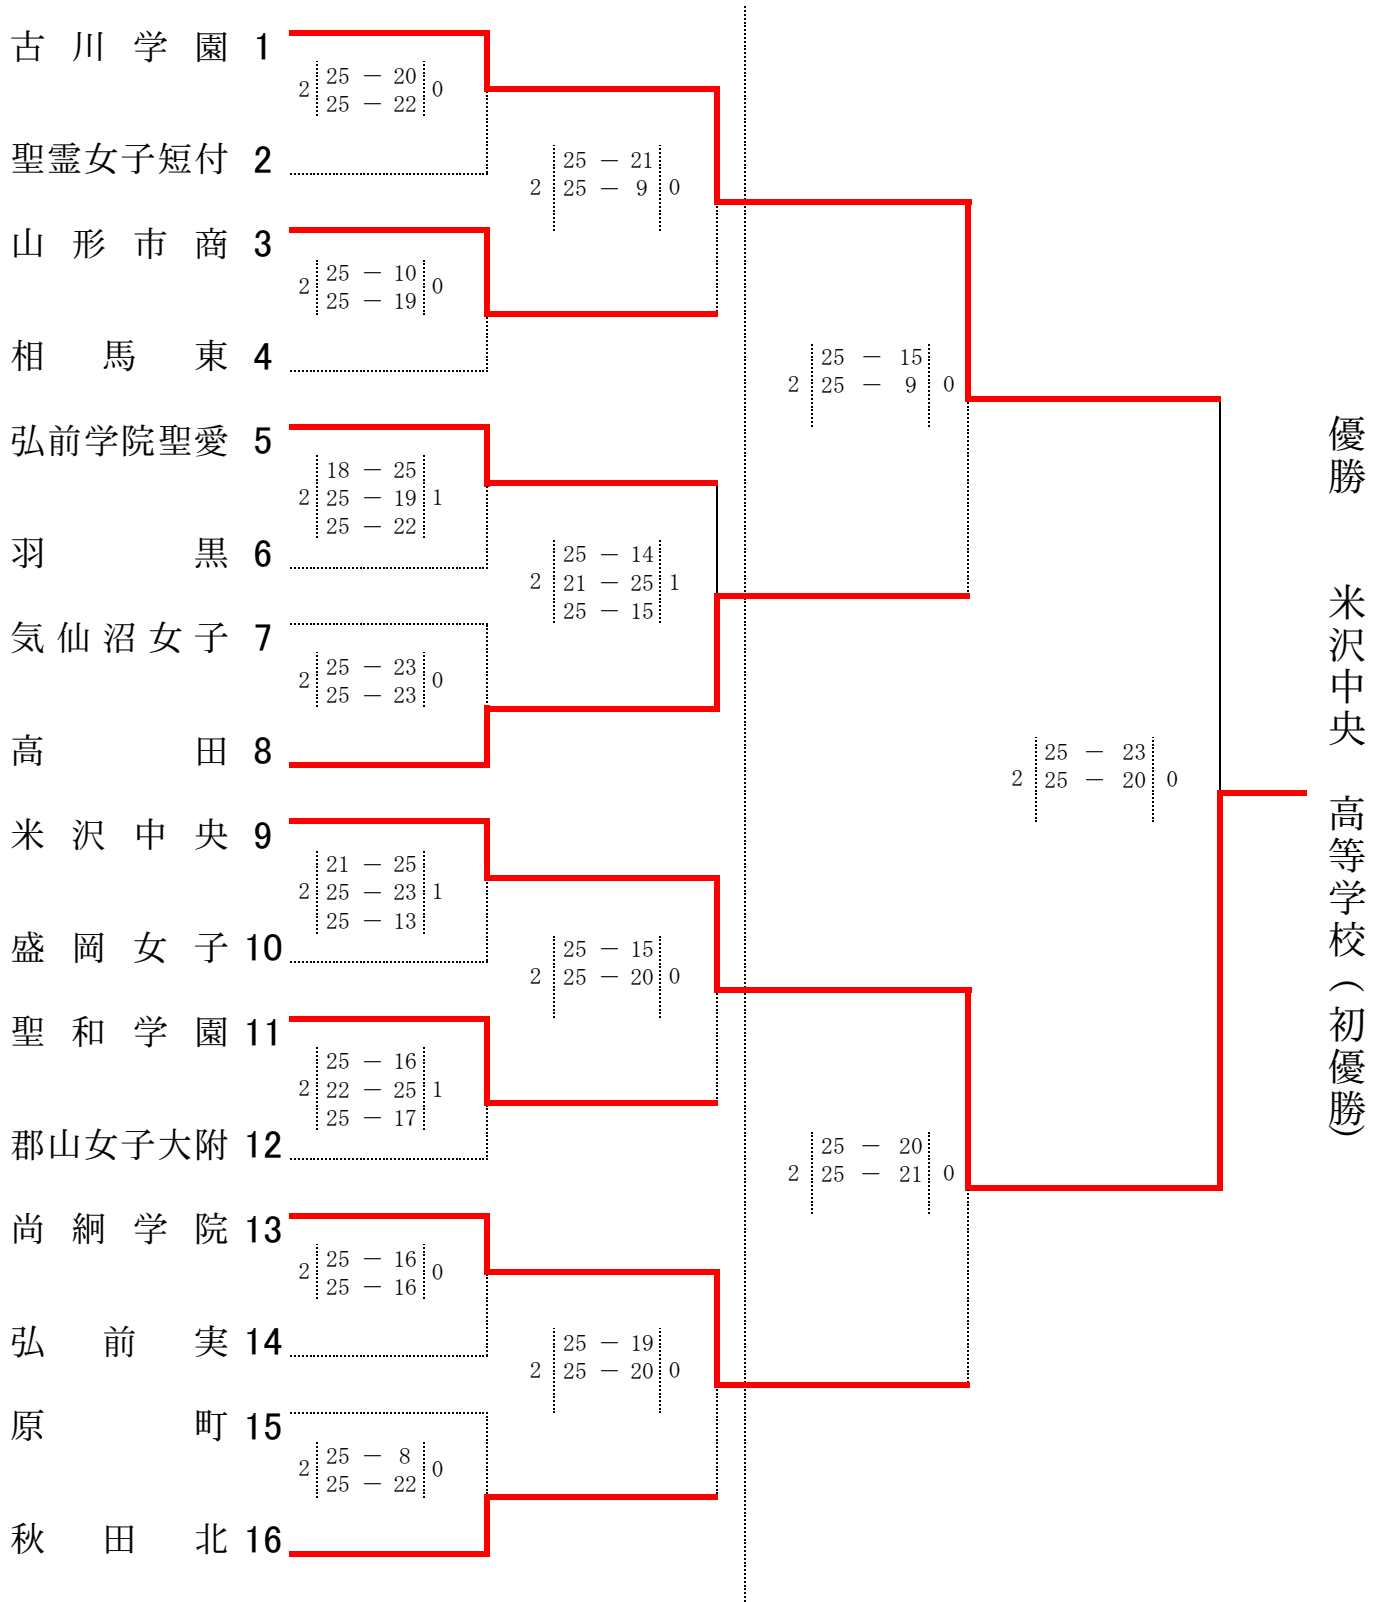 古川学園 1
2 25 － 20 0
25 － 22
聖霊女子短付 2
山形市商 3
2 25 － 10 0
25 － 19
相馬東 4
弘前学院聖愛 5
18 － 25
2 25 － 19 1
25 － 22
羽黒 6
気仙沼女子 7
2 25 － 23 0
25 － 23
高田 8
米沢中央 9
21 － 25
2 25 － 23 1
25 － 13
盛岡女子 10
聖和学園 11
25 － 16
2 22 － 25 1
25 － 17
郡山女子大附 12
尚絅学院 13
2 25 － 16 0
25 － 16
弘前実 14
原町 15
2 25 － 8 0
25 － 22
秋田北 16
25 － 21
2 25 － 9 0
25 － 14
2 21 － 25 1
25 － 15
25 － 15
2 25 － 20 0
25 － 19
2 25 － 20 0
25 － 15
2 25 － 9 0
25 － 20
2 25 － 21 0
25 － 23
2 25 － 20 0
優勝 米沢中央 高等学校（初優勝）